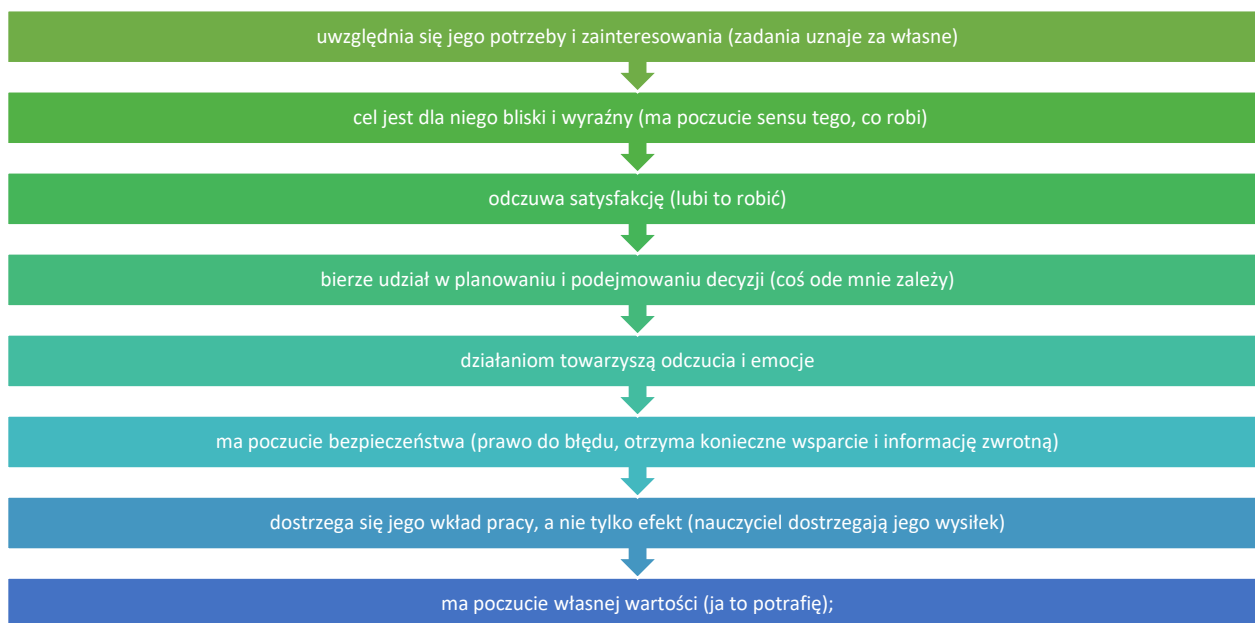 uwzględnia się jego potrzeby i zainteresowania (zadania uznaje za własne)
cel jest dla niego bliski i wyraźny (ma poczucie sensu tego, co robi)
odczuwa satysfakcję (lubi to robić)
bierze udział w planowaniu i podejmowaniu decyzji (coś ode mnie zależy)
działaniom towarzyszą odczucia i emocje
ma poczucie bezpieczeństwa (prawo do błędu, otrzyma konieczne wsparcie i informację zwrotną)
dostrzega się jego wkład pracy, a nie tylko efekt (nauczyciel dostrzegają jego wysiłek)
ma poczucie własnej wartości (ja to potrafię);